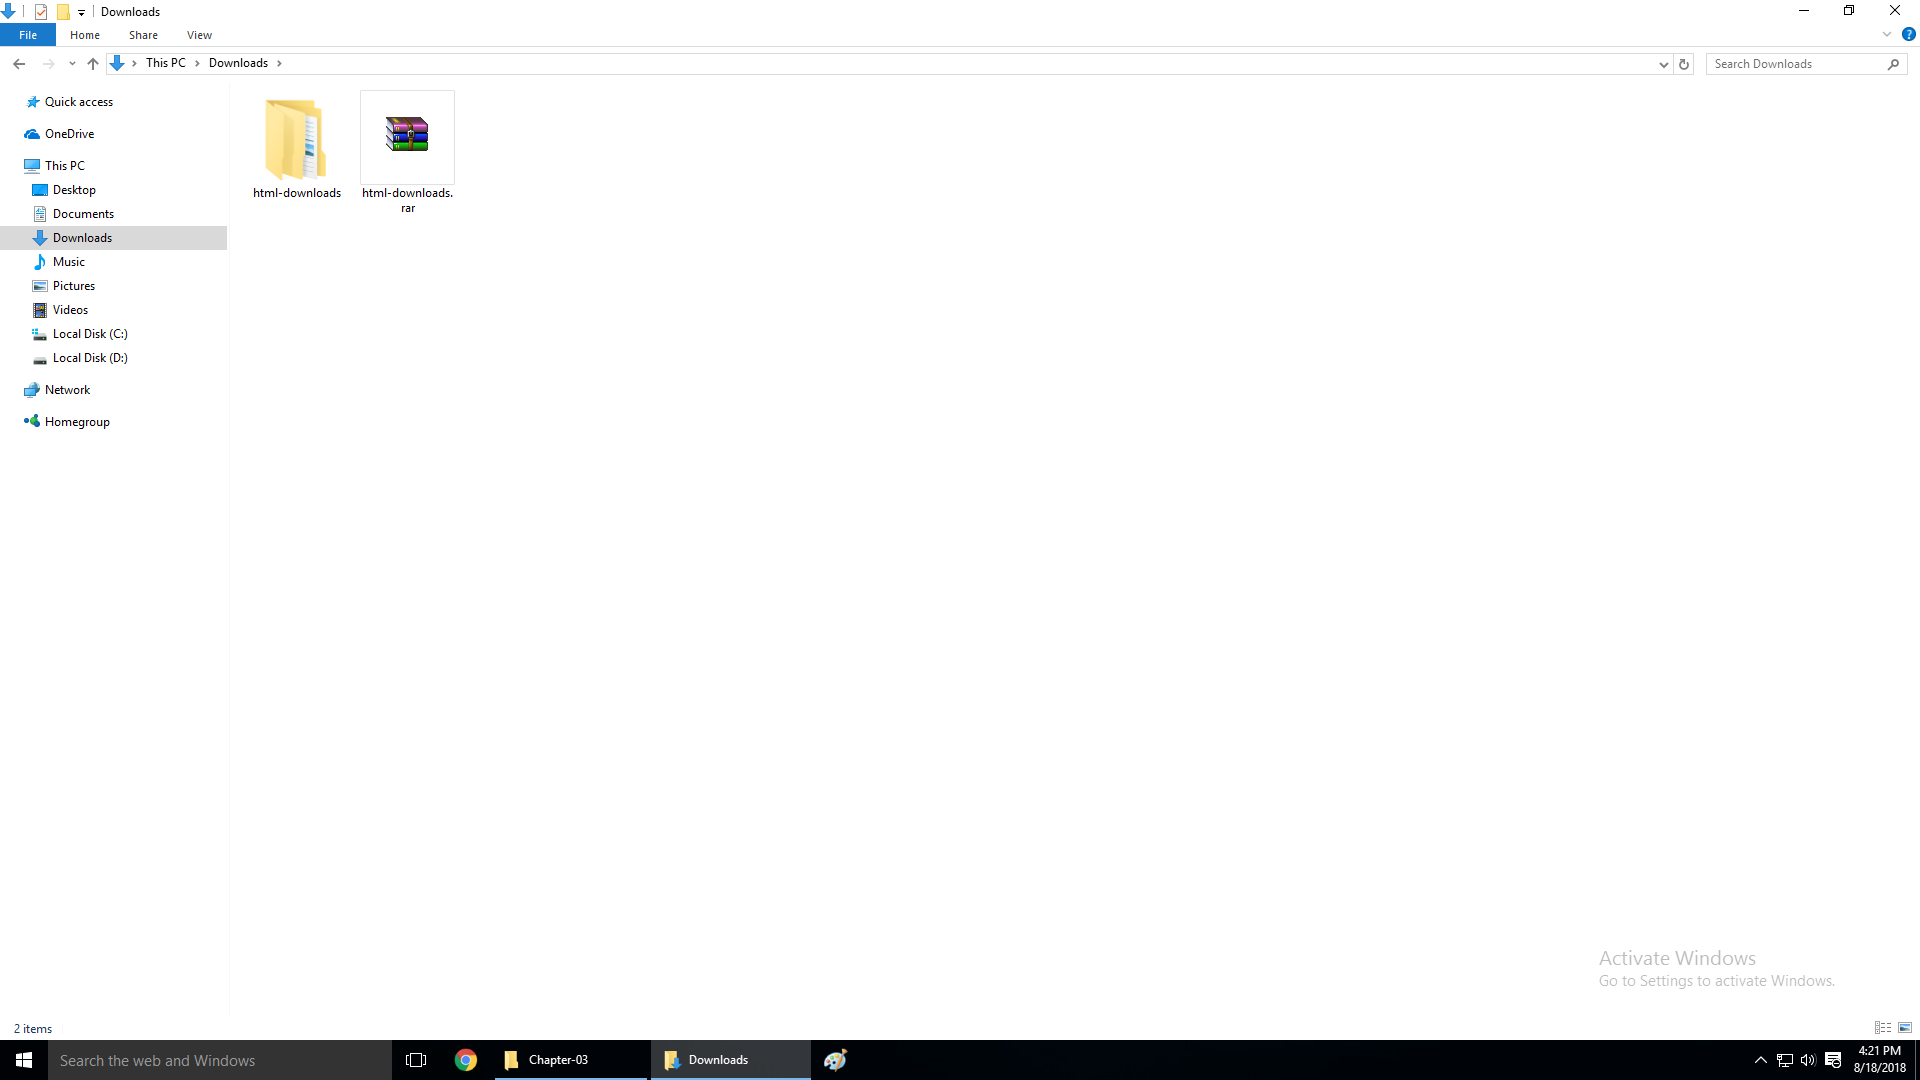 Downloads
File
Home
Share
View
This PC
Downloads
Search Downloads
Quick access
OneDrive
This PC
Desktop
Documents
Downloads
Music
Pictures
Videos
Local Disk (C:)
Local Disk (D:)
Network
Homegroup
html-downloads
html-downloads.
rar
Activate Windows
Go to Settings to activate Windows.
2 items
Search the web and Windows
Chapter-03
Downloads
4:21 PM
8/18/2018